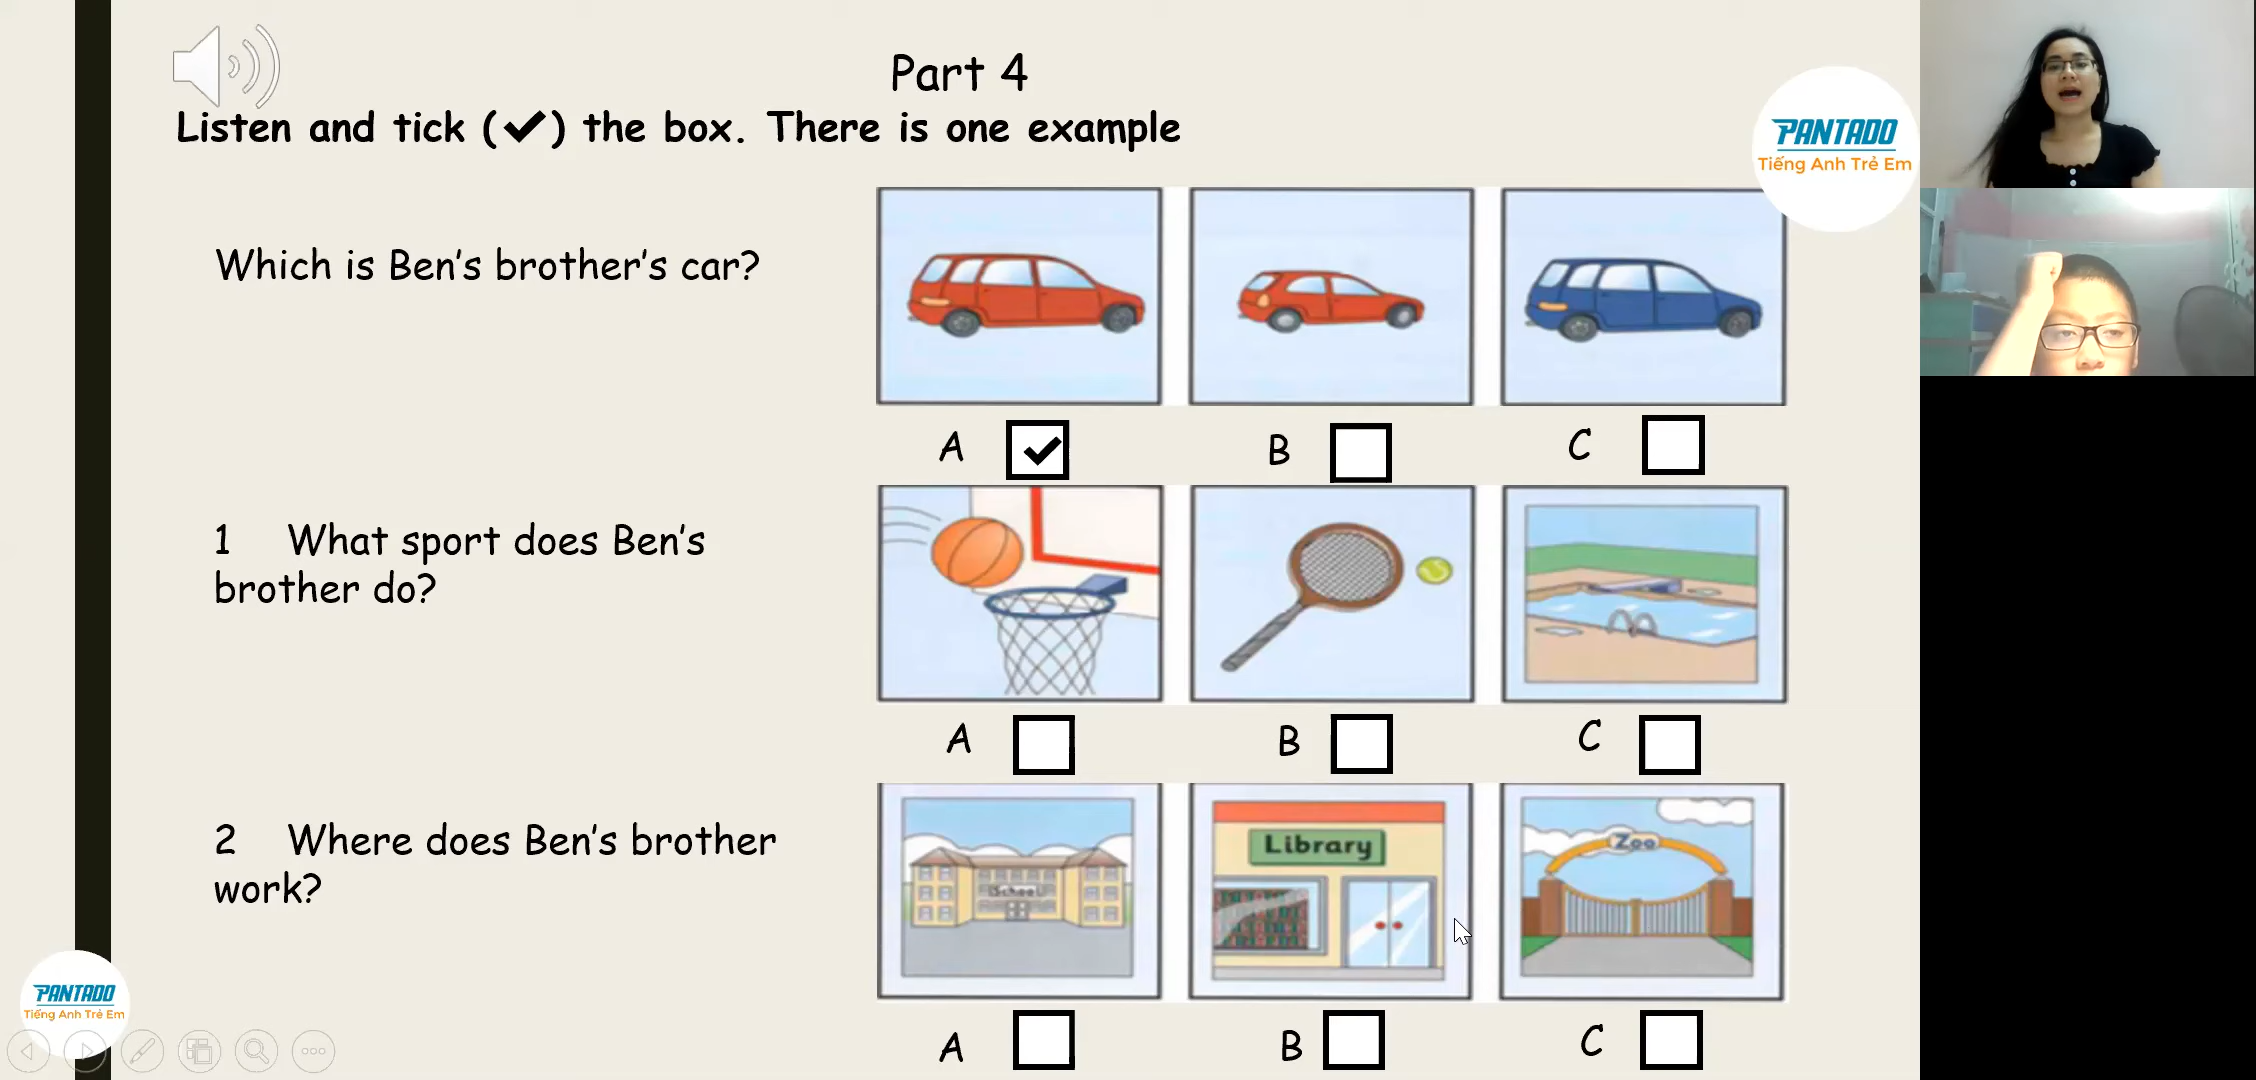 Part 4
Listen and tick (✔) the box. There is one example
PANTADO
Tiếng Anh Trẻ Em
Which is Ben's brother's car?
A
B
C
1 What sport does Ben's
brother do?
A
B
C
2 Where does Ben's brother
work?
School
Library
Zoo
A
B
C
PANTADO
Tiếng Anh Trẻ Em